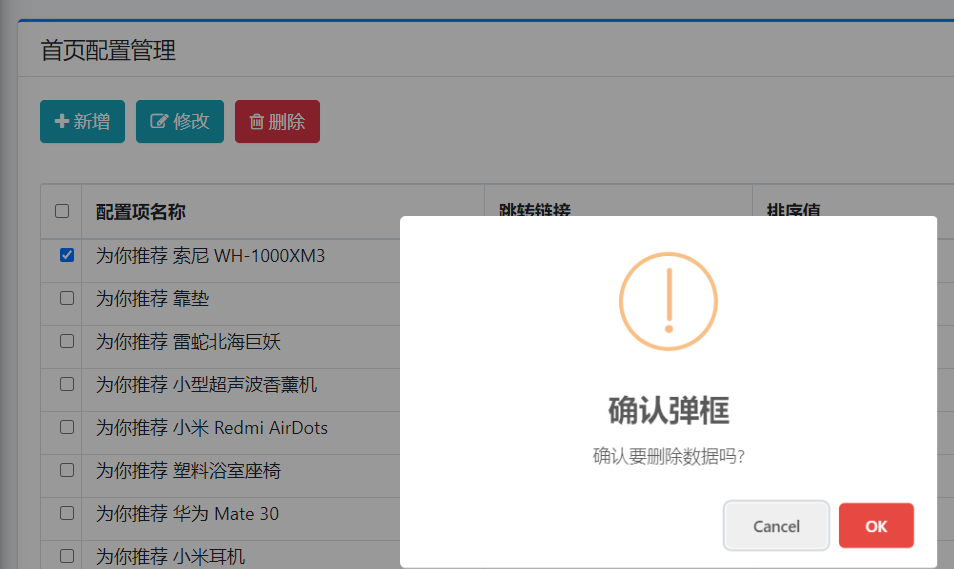 首页配置管理
新增 修改 删除
配置项名称 跳转链接 排序值
为你推荐 索尼 WH-1000XM3
为你推荐 靠垫
为你推荐 雷蛇北海巨妖
为你推荐 小型超声波香薰机
为你推荐 小米 Redmi AirDots
为你推荐 塑料浴室座椅
为你推荐 华为 Mate 30
为你推荐 小米耳机
确认弹框
确认要删除数据吗?
Cancel OK